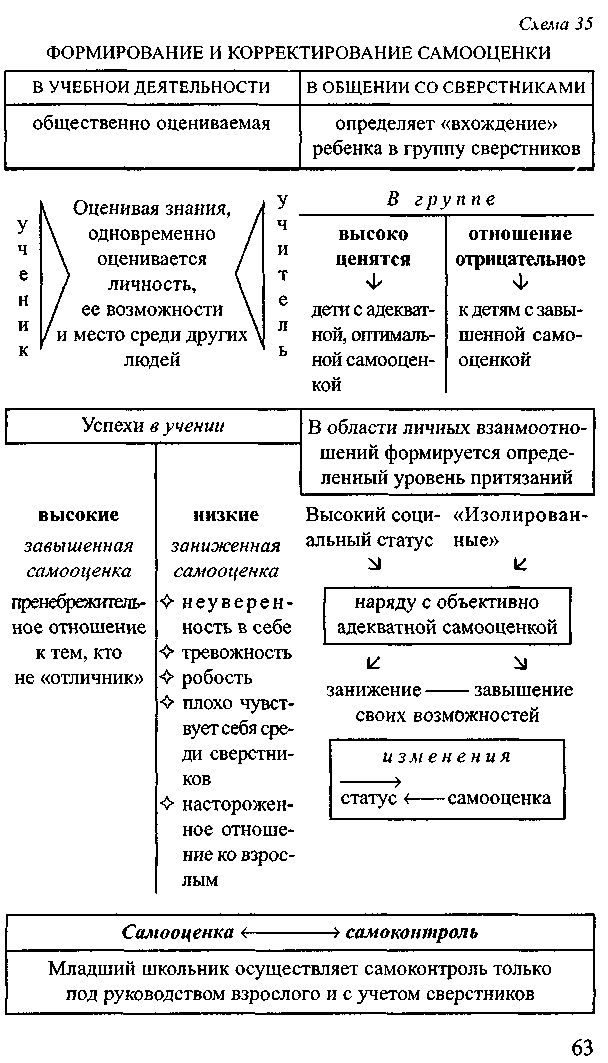 Схема 35
ФОРМИРОВАНИЕ И КОРРЕКТИРОВАНИЕ САМООЦЕНКИ
В УЧЕБНОИ ДЕЯТЕЛЬНОСТИ
В ОБЩЕНИИ СО СВЕРСТНИКАМИ
общественно оцениваемая
определяет «вхождение»
ребенка в группу сверстников
ученик
Оценивая знания,
одновременно
оценивается
личность,
ее возможности
и место среди других
людей
учитель
В группе
высоко
ценятся
дети с адекват-
ной, оптималь-
ной самооцен-
кой
отношение
отрицательное
к детям с завы-
шенной само-
оценкой
Успехи в учении
высокие
завышенная
самооценка
пренебрежитель-
ное отношение
к тем, кто
не «отличник»
низкие
заниженная
самооценка
неуверен-
ность в себе
тревожность
робость
плохо чувст-
вует себя сре-
ди сверстни-
ков
насторожен-
ное отноше-
ние ко взрос-
лым
В области личных взаимоотно-
шений формируется опреде-
ленный уровень притязаний
Высокий соци-
альный статус
«Изолирован-
ные»
наряду с объективно
адекватной самооценкой
занижение — завышение
своих возможностей
изменения
статус ← самооценка
Самооценка ↔ самоконтроль
Младший школьник осуществляет самоконтроль только
под руководством взрослого и с учетом сверстников
63